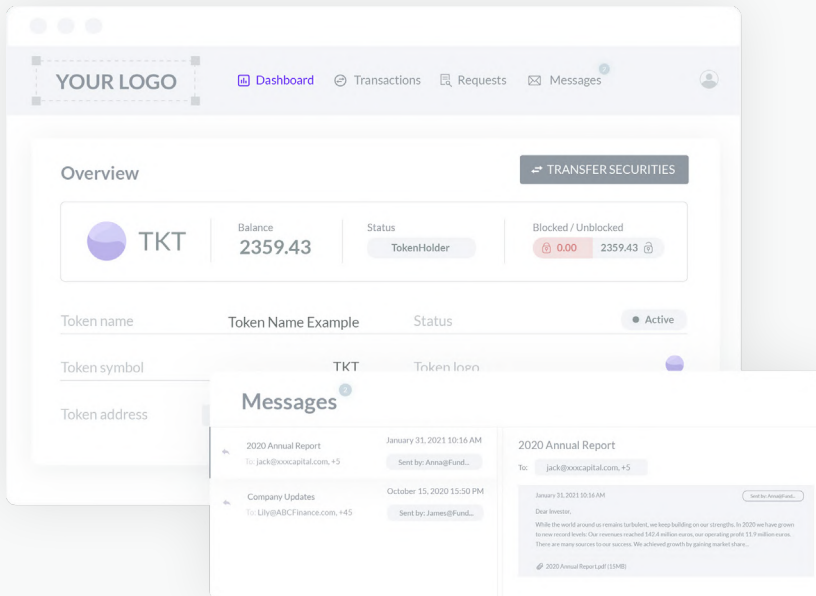 YOUR LOGO
Dashboard
Transactions
Requests
Messages
2
Overview
TRANSFER SECURITIES
TKT
Balance
2359.43
Status
TokenHolder
Blocked / Unblocked
0.00
2359.43
Token name
Token Name Example
Status
Active
Token symbol
TKT
Token logo
Token address
Messages
2
2020 Annual Report
To: jack@xxxcapital.com, +5
January 31, 2021 10:16 AM
Sent by: Anna@Fund...
Company Updates
To: Lily@ABCFinance.com, +45
October 15, 2020 15:50 PM
Sent by: James@Fund...
2020 Annual Report
To: jack@xxxcapital.com, +5
January 31, 2021 10:16 AM
Sent by: Anna@Fund...
Dear Investor,
While the world around us remains turbulent, we keep building on our strengths. In 2020 we have grown
to new record levels: Our revenues reached 142.4 million euros, our operating profit 11.9 million euros.
There are many sources to our success. We achieved growth by gaining market share...
2020 Annual Report.pdf (15MB)